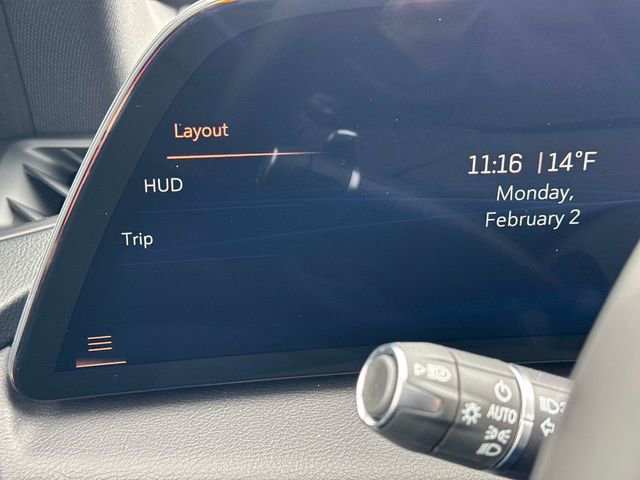 Layout
HUD
Trip
11:16 | 14°F
Monday,
February 2
AUTO